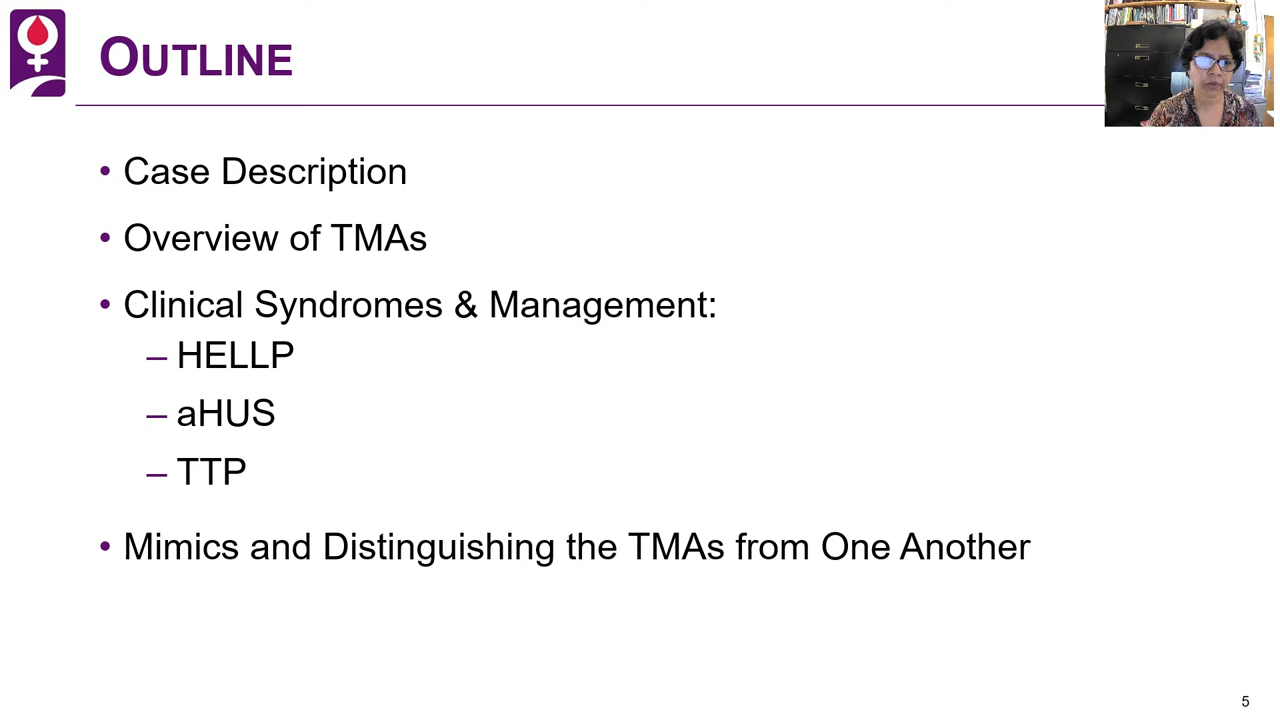 OUTLINE
• Case Description
• Overview of TMAs
• Clinical Syndromes & Management:
– HELLP
– aHUS
– TTP
• Mimics and Distinguishing the TMAs from One Another
5